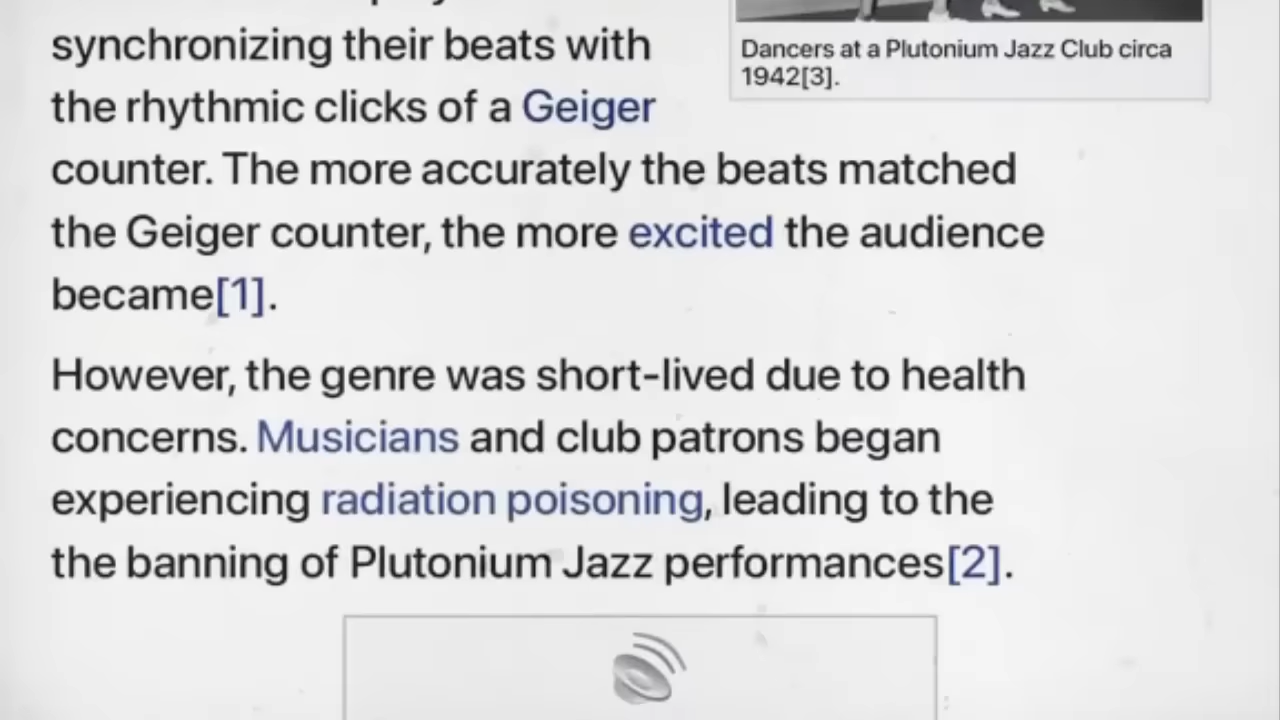 synchronizing their beats with
the rhythmic clicks of a Geiger
counter. The more accurately the beats matched
the Geiger counter, the more excited the audience
became[1].
However, the genre was short-lived due to health
concerns. Musicians and club patrons began
experiencing radiation poisoning, leading to the
the banning of Plutonium Jazz performances[2].
Dancers at a Plutonium Jazz Club circa
1942[3].